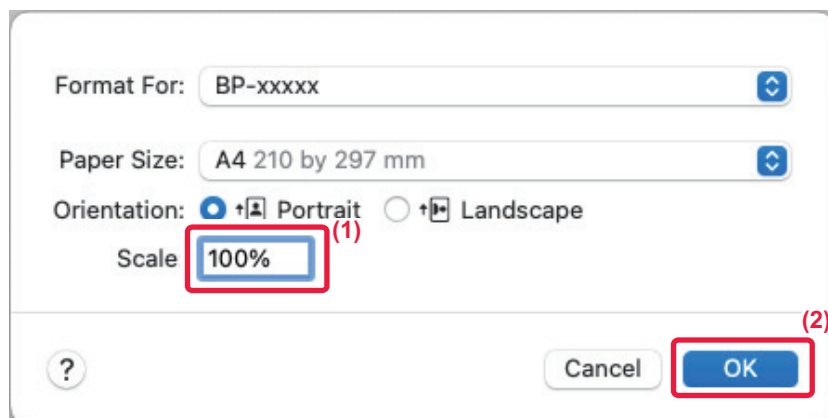 Format For: BP-xxxxx
Paper Size: A4 210 by 297 mm
Orientation: Portrait Landscape
(1)
Scale 100%
(2)
? Cancel OK